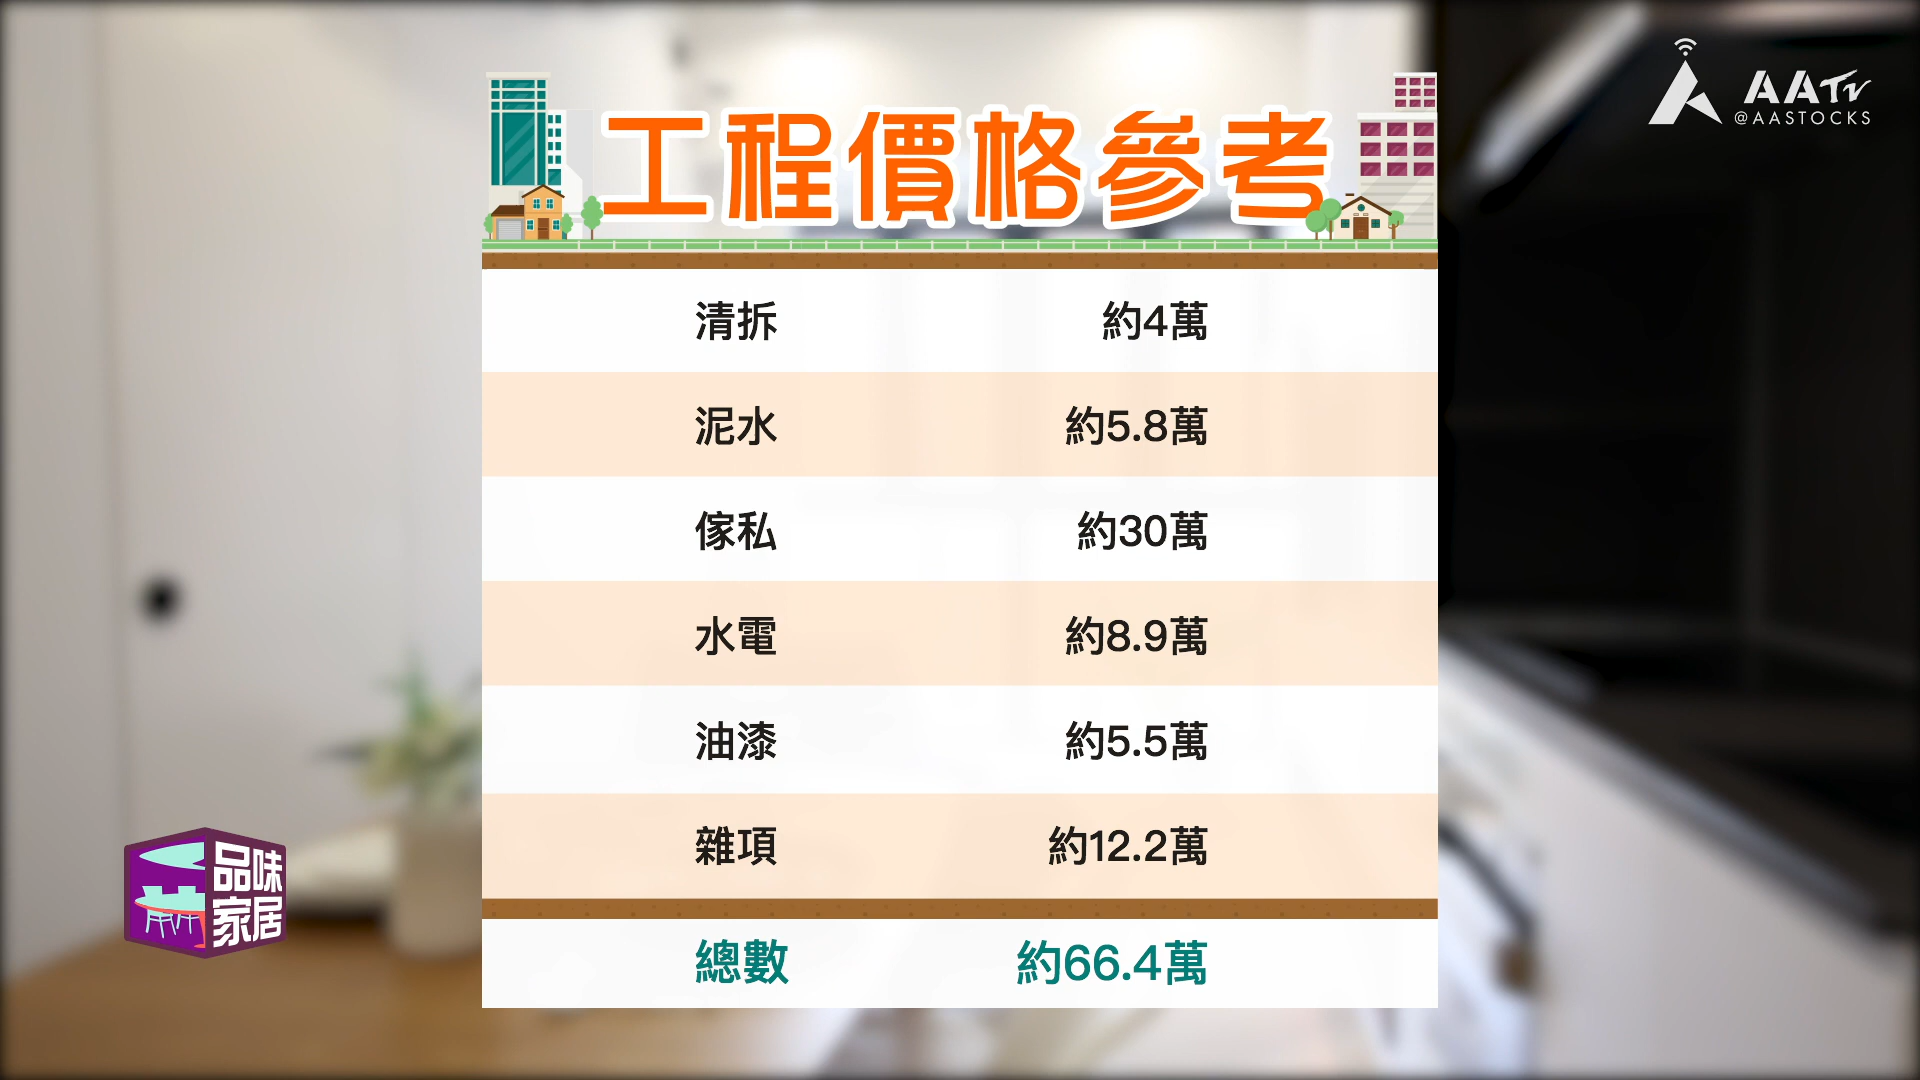 AATV
@AASTOCKS
工程價格參考
清拆 約4萬
泥水 約5.8萬
傢私 約30萬
水電 約8.9萬
油漆 約5.5萬
雜項 約12.2萬
總數 約66.4萬
品味
家居